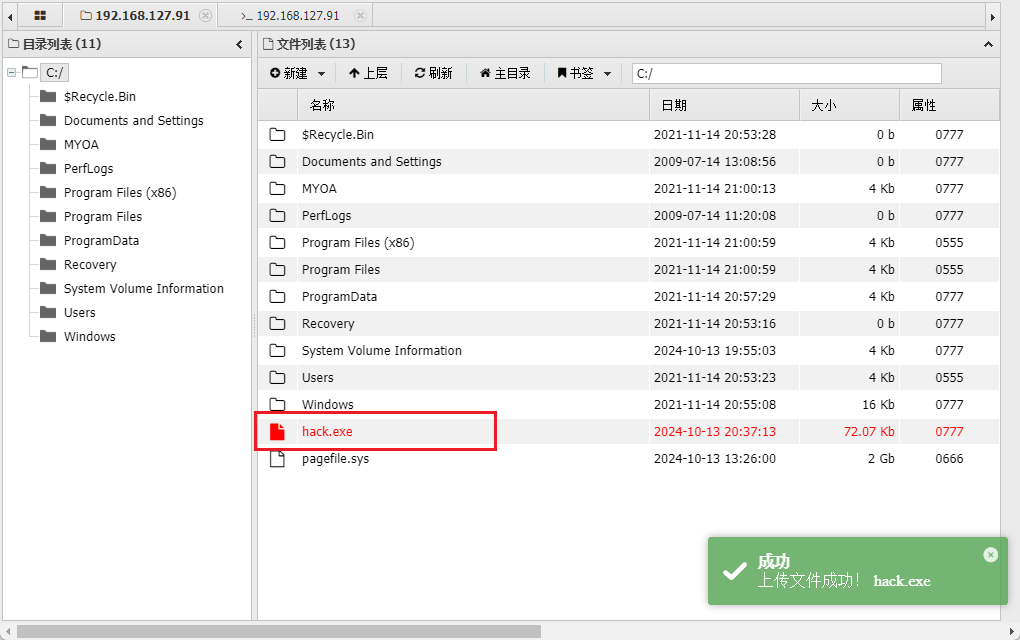 192.168.127.91 192.168.127.91
目录列表 (11)
C:/
$Recycle.Bin
Documents and Settings
MYOA
PerfLogs
Program Files (x86)
Program Files
ProgramData
Recovery
System Volume Information
Users
Windows
文件列表 (13)
新建 上层 刷新 主目录 书签 C:/
名称 日期 大小 属性
$Recycle.Bin 2021-11-14 20:53:28 0 b 0777
Documents and Settings 2009-07-14 13:08:56 0 b 0777
MYOA 2021-11-14 21:00:13 4 Kb 0777
PerfLogs 2009-07-14 11:20:08 0 b 0777
Program Files (x86) 2021-11-14 21:00:59 4 Kb 0555
Program Files 2021-11-14 21:00:59 4 Kb 0555
ProgramData 2021-11-14 20:57:29 4 Kb 0777
Recovery 2021-11-14 20:53:16 0 b 0777
System Volume Information 2024-10-13 19:55:03 4 Kb 0777
Users 2021-11-14 20:53:23 4 Kb 0555
Windows 2021-11-14 20:55:08 16 Kb 0777
hack.exe 2024-10-13 20:37:13 72.07 Kb 0777
pagefile.sys 2024-10-13 13:26:00 2 Gb 0666
成功
上传文件成功! hack.exe